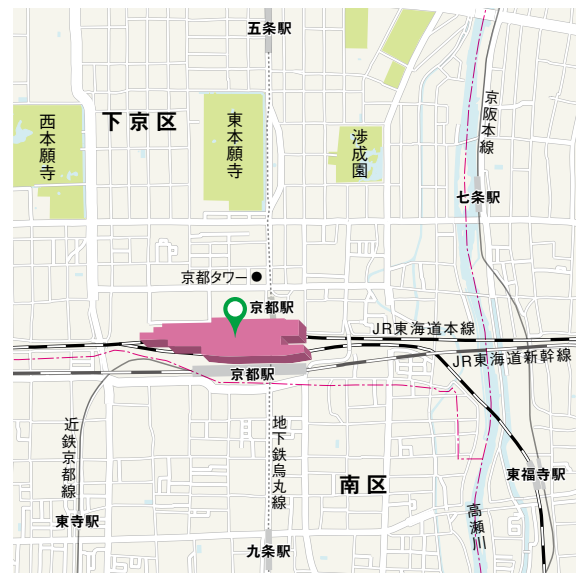 五条駅
京阪本線
下京区
西本願寺
東本願寺
渉成園
七条駅
京都タワー
京都駅
JR東海道本線
JR東海道新幹線
京都駅
近鉄京都線
地下鉄烏丸線
南区
東福寺駅
高瀬川
東寺駅
九条駅